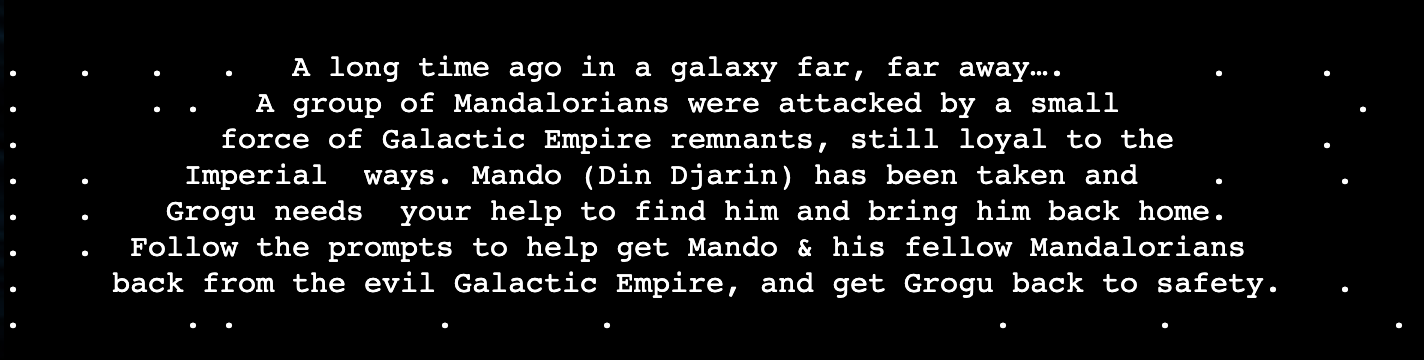 .   .   .   .   A long time ago in a galaxy far, far away….        .     .
.       . .   A group of Mandalorians were attacked by a small             .
.           force of Galactic Empire remnants, still loyal to the        .
.   .     Imperial  ways. Mando (Din Djarin) has been taken and    .      .
.   .    Grogu needs  your help to find him and bring him back home.
.   .  Follow the prompts to help get Mando & his fellow Mandalorians
.     back from the evil Galactic Empire, and get Grogu back to safety.   .
.         . .           .        .                     .        .            .